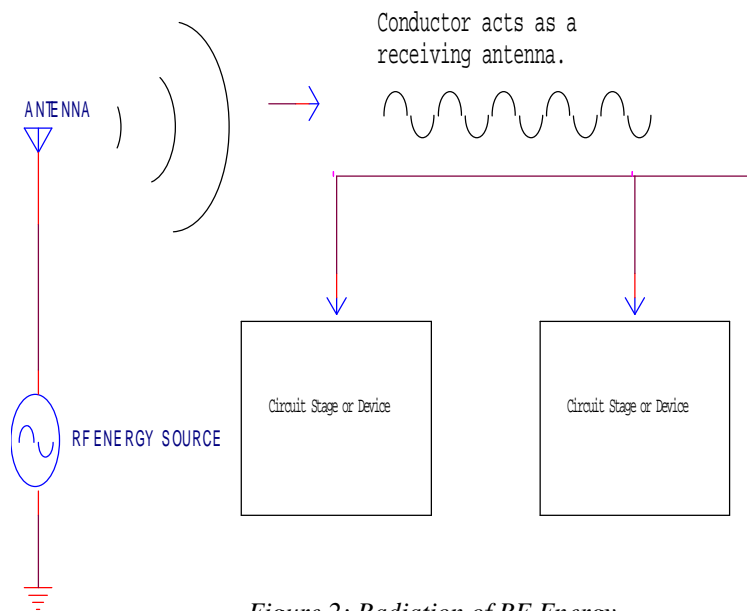 Conductor acts as a
receiving antenna.
ANTENNA
Circuit Stage or Device
Circuit Stage or Device
RF ENERGY SOURCE
Figure 2: Radiation of RF Energy